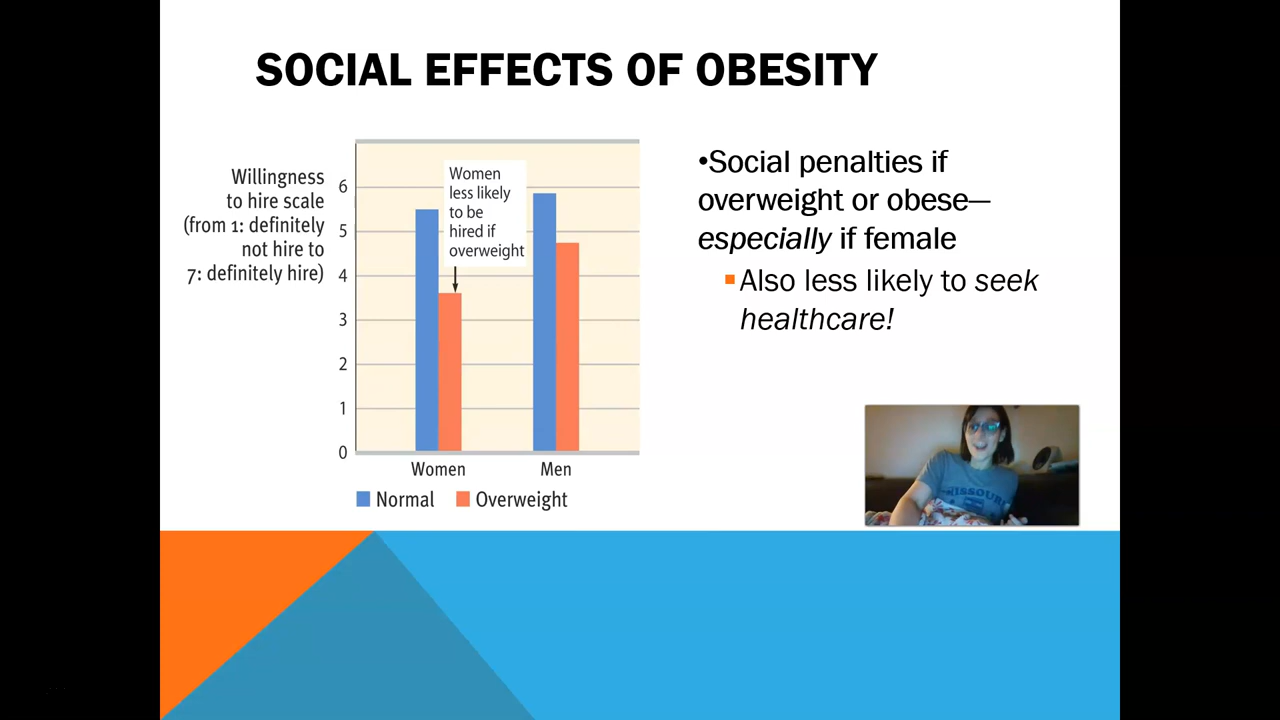 SOCIAL EFFECTS OF OBESITY
Willingness
to hire scale
(from 1: definitely
not hire to
7: definitely hire)
6
5
4
3
2
1
0
Women
less likely
to be
hired if
overweight
Women
Men
Normal
Overweight
•Social penalties if
overweight or obese—
especially if female
Also less likely to seek
healthcare!
MISSOURI